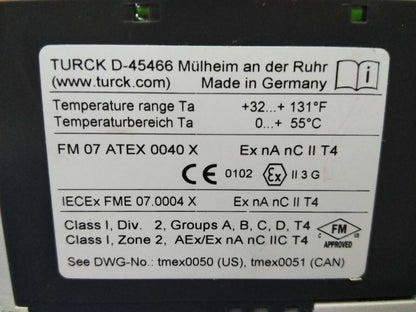 TURCK D-45466 Mülheim an der Ruhr
(www.turck.com) Made in Germany
Temperature range Ta +32...+ 131°F
Temperaturbereich Ta 0...+ 55°C
FM 07 ATEX 0040 X Ex nA nC II T4
CE 0102 Ex II 3 G
IECEx FME 07.0004 X Ex nA nC II T4
Class I, Div. 2, Groups A, B, C, D, T4
Class I, Zone 2, AEx/Ex nA nC IIC T4
FM
C US
APPROVED
See DWG-No.: tmex0050 (US), tmex0051 (CAN)